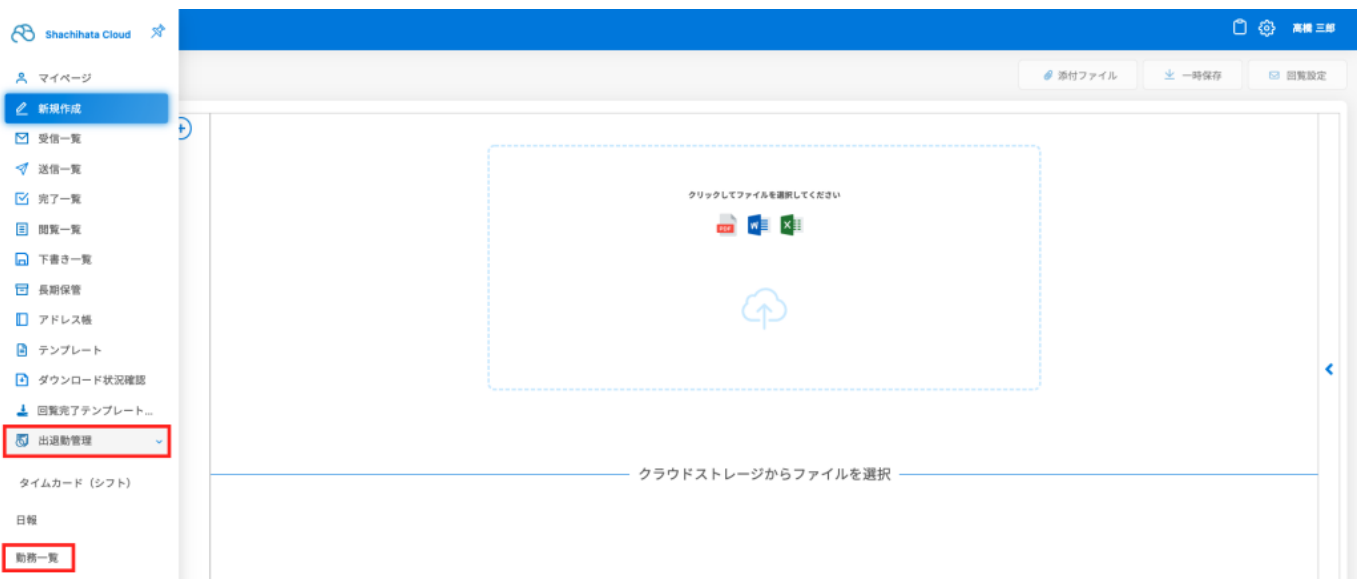 Shachihata Cloud
高橋 三郎
マイページ
添付ファイル
一時保存
回覧設定
新規作成
受信一覧
送信一覧
完了一覧
閲覧一覧
下書き一覧
長期保管
アドレス帳
テンプレート
ダウンロード状況確認
回覧完了テンプレート...
出退勤管理
タイムカード（シフト）
日報
勤務一覧
クリックしてファイルを選択してください
PDF
W
X
クラウドストレージからファイルを選択